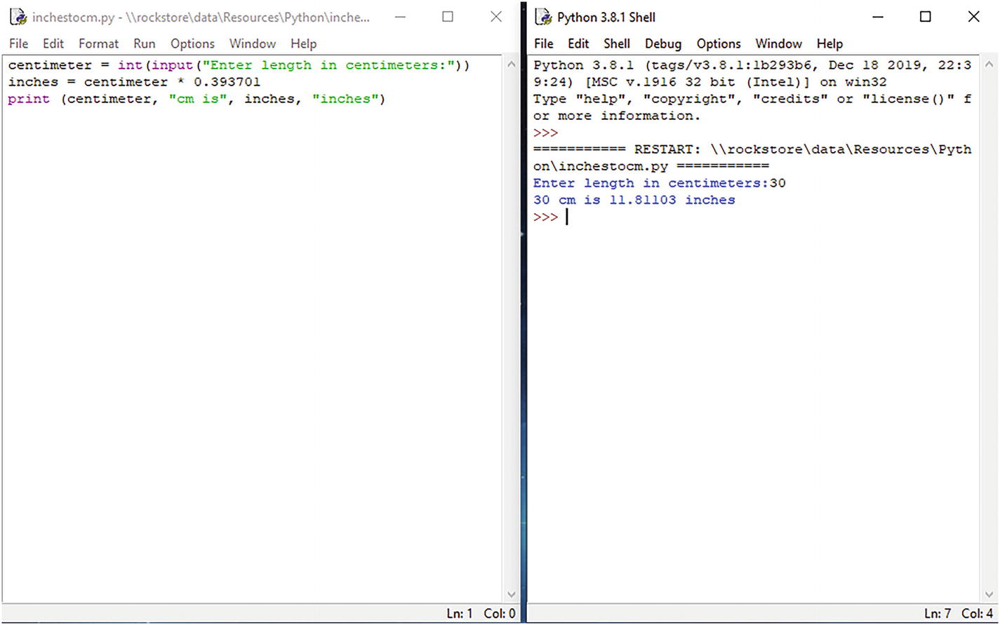 inchestocm.py - \\rockstore\data\Resources\Python\inche...
File Edit Format Run Options Window Help
centimeter = int(input("Enter length in centimeters:"))
inches = centimeter * 0.393701
print (centimeter, "cm is", inches, "inches")
Ln: 1 Col: 0
Python 3.8.1 Shell
File Edit Shell Debug Options Window Help
Python 3.8.1 (tags/v3.8.1:1b293b6, Dec 18 2019, 22:3
9:24) [MSC v.1916 32 bit (Intel)] on win32
Type "help", "copyright", "credits" or "license()" f
or more information.
>>>
=========== RESTART: \\rockstore\data\Resources\Pyth
on\inchestocm.py ===========
Enter length in centimeters:30
30 cm is 11.81103 inches
>>>
Ln: 7 Col: 4